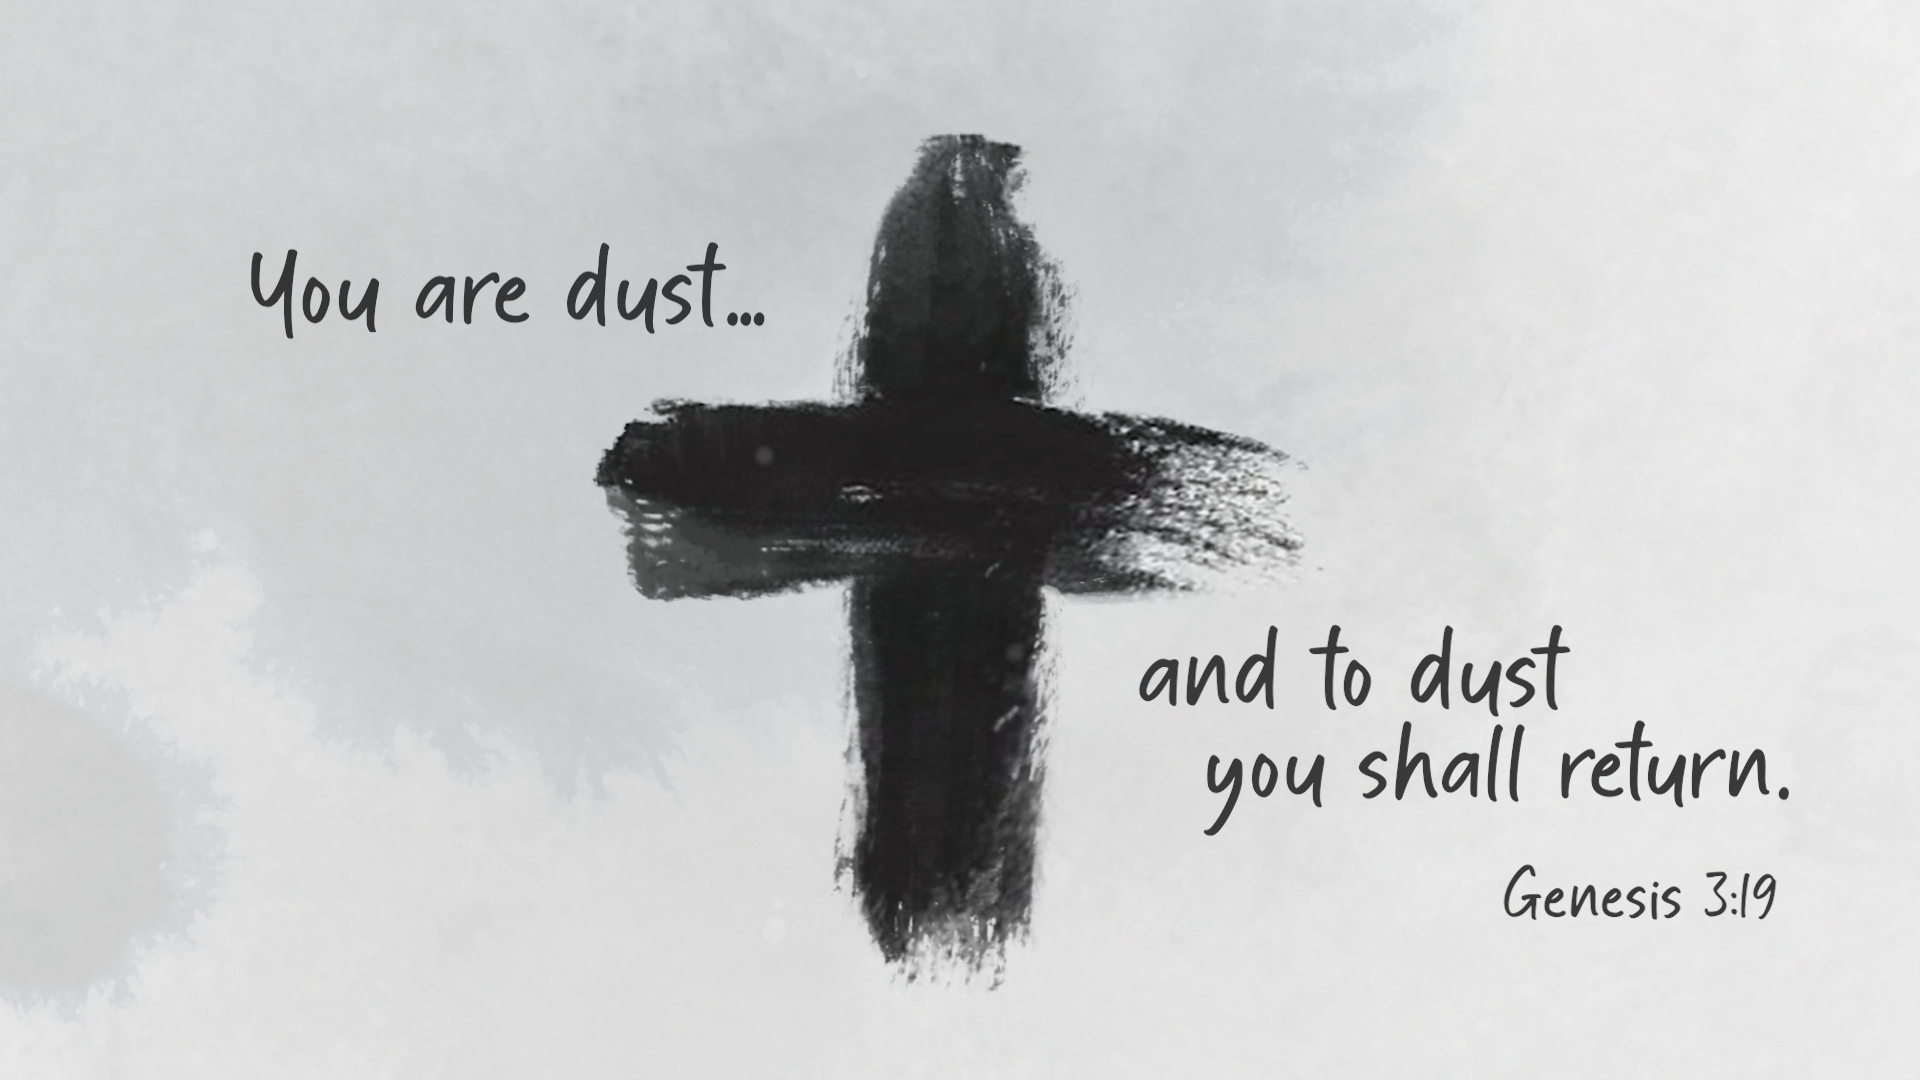 You are dust...
and to dust
you shall return.
Genesis 3:19